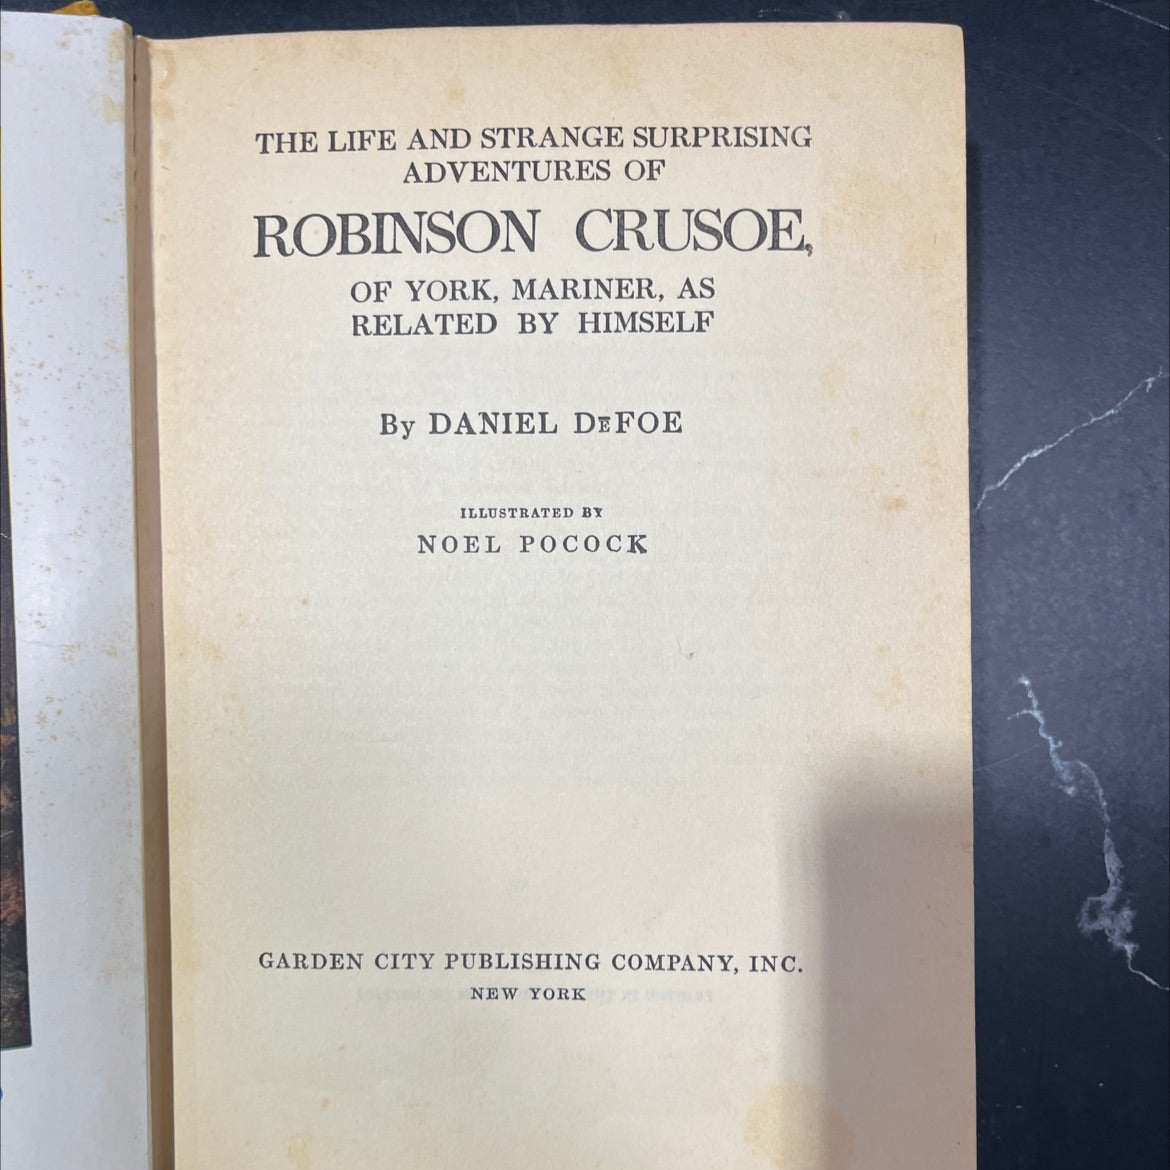 THE LIFE AND STRANGE SURPRISING
ADVENTURES OF
ROBINSON CRUSOE,
OF YORK, MARINER, AS
RELATED BY HIMSELF
By DANIEL DEFOE
ILLUSTRATED BY
NOEL POCOCK
GARDEN CITY PUBLISHING COMPANY, INC.
NEW YORK